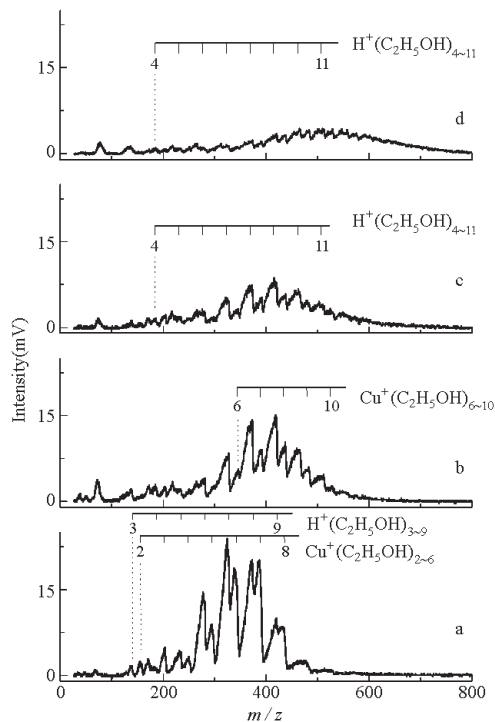 H⁺(C₂H₅OH)₄~₁₁
15
4 11
d
0
H⁺(C₂H₅OH)₄~₁₁
15
4 11
c
0
Intensity(mV)
Cu⁺(C₂H₅OH)₆~₁₀
15
6 10
b
0
3 9
H⁺(C₂H₅OH)₃~₉
2 8
Cu⁺(C₂H₅OH)₂~₆
15
a
0
0 200 400 600 800
m/z